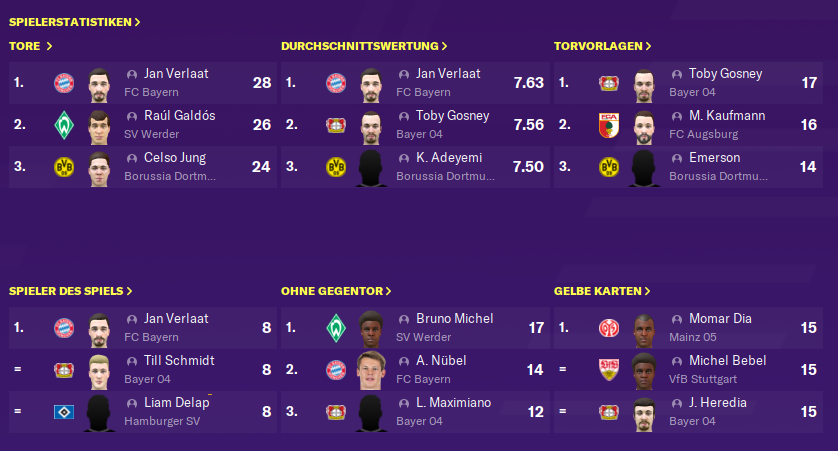 SPIELERSTATISTIKEN
TORE
1. Jan Verlaat 28
FC Bayern
2. Raúl Galdós 26
SV Werder
3. Celso Jung 24
Borussia Dortm...
DURCHSCHNITTSWERTUNG
1. Jan Verlaat 7.63
FC Bayern
2. Toby Gosney 7.56
Bayer 04
3. K. Adeyemi 7.50
Borussia Dortmu...
TORVORLAGEN
1. Toby Gosney 17
Bayer 04
2. M. Kaufmann 16
FC Augsburg
3. Emerson 14
Borussia Dortmu...
SPIELER DES SPIELS
1. Jan Verlaat 8
FC Bayern
= Till Schmidt 8
Bayer 04
= Liam Delap 8
Hamburger SV
OHNE GEGENTOR
1. Bruno Michel 17
SV Werder
2. A. Nübel 14
FC Bayern
3. L. Maximiano 12
Bayer 04
GELBE KARTEN
1. Momar Dia 15
Mainz 05
= Michel Bebel 15
VfB Stuttgart
= J. Heredia 15
Bayer 04